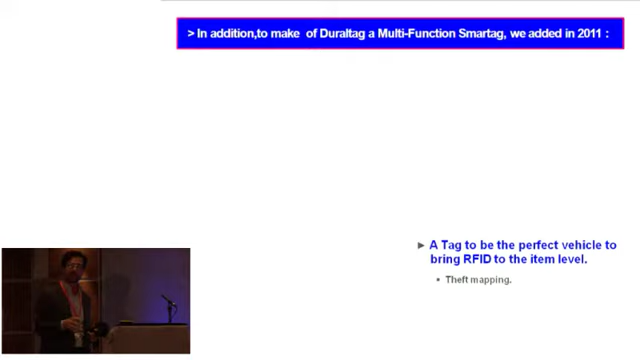 > In addition,to make of Duraltag a Multi-Function Smartag, we added in 2011 :
► A Tag to be the perfect vehicle to
bring RFID to the item level.
• Theft mapping.